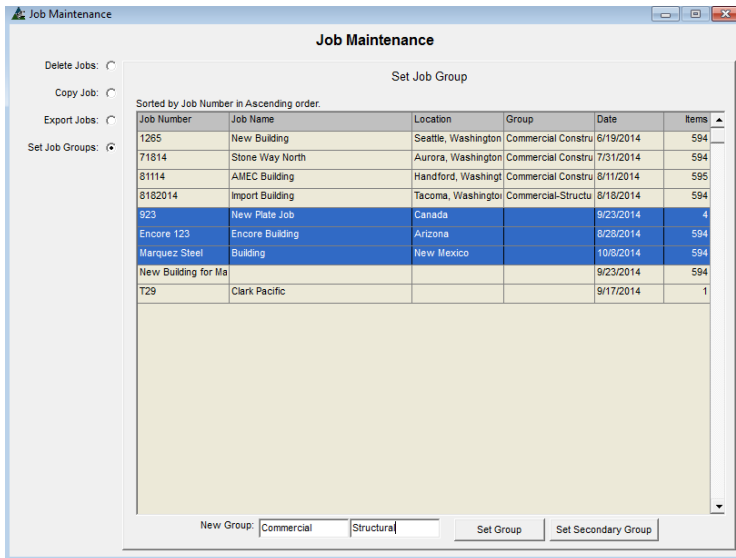 Job Maintenance
Job Maintenance
Delete Jobs:
Copy Job:
Export Jobs:
Set Job Groups:
Set Job Group
Sorted by Job Number in Ascending order.
Job Number Job Name Location Group Date Items
1265 New Building Seattle, Washington Commercial Constru 6/19/2014 594
71814 Stone Way North Aurora, Washington Commercial Constru 7/31/2014 594
81114 AMEC Building Handford, Washingt Commercial Constru 8/11/2014 595
8182014 Import Building Tacoma, Washingto Commercial-Structu 8/18/2014 594
923 New Plate Job Canada 9/23/2014 4
Encore 123 Encore Building Arizona 8/28/2014 594
Marquez Steel Building New Mexico 10/8/2014 594
New Building for Ma 9/23/2014 594
T29 Clark Pacific 9/17/2014 1
New Group: Commercial Structural Set Group Set Secondary Group